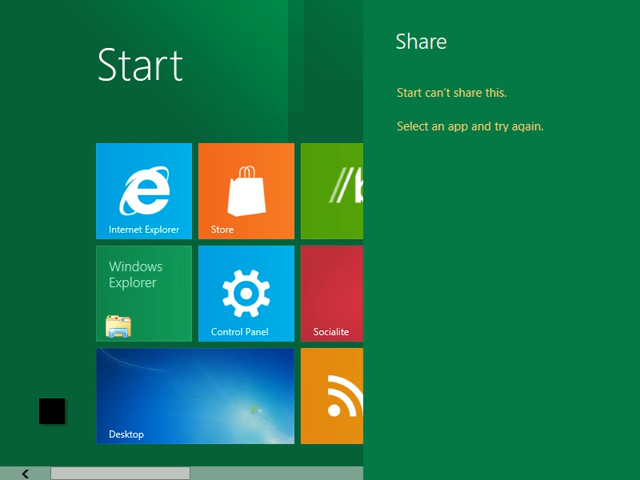 Start
Share
Start can't share this.
Select an app and try again.
Internet Explorer
Store
//b
Windows
Explorer
Control Panel
Socialite
Desktop